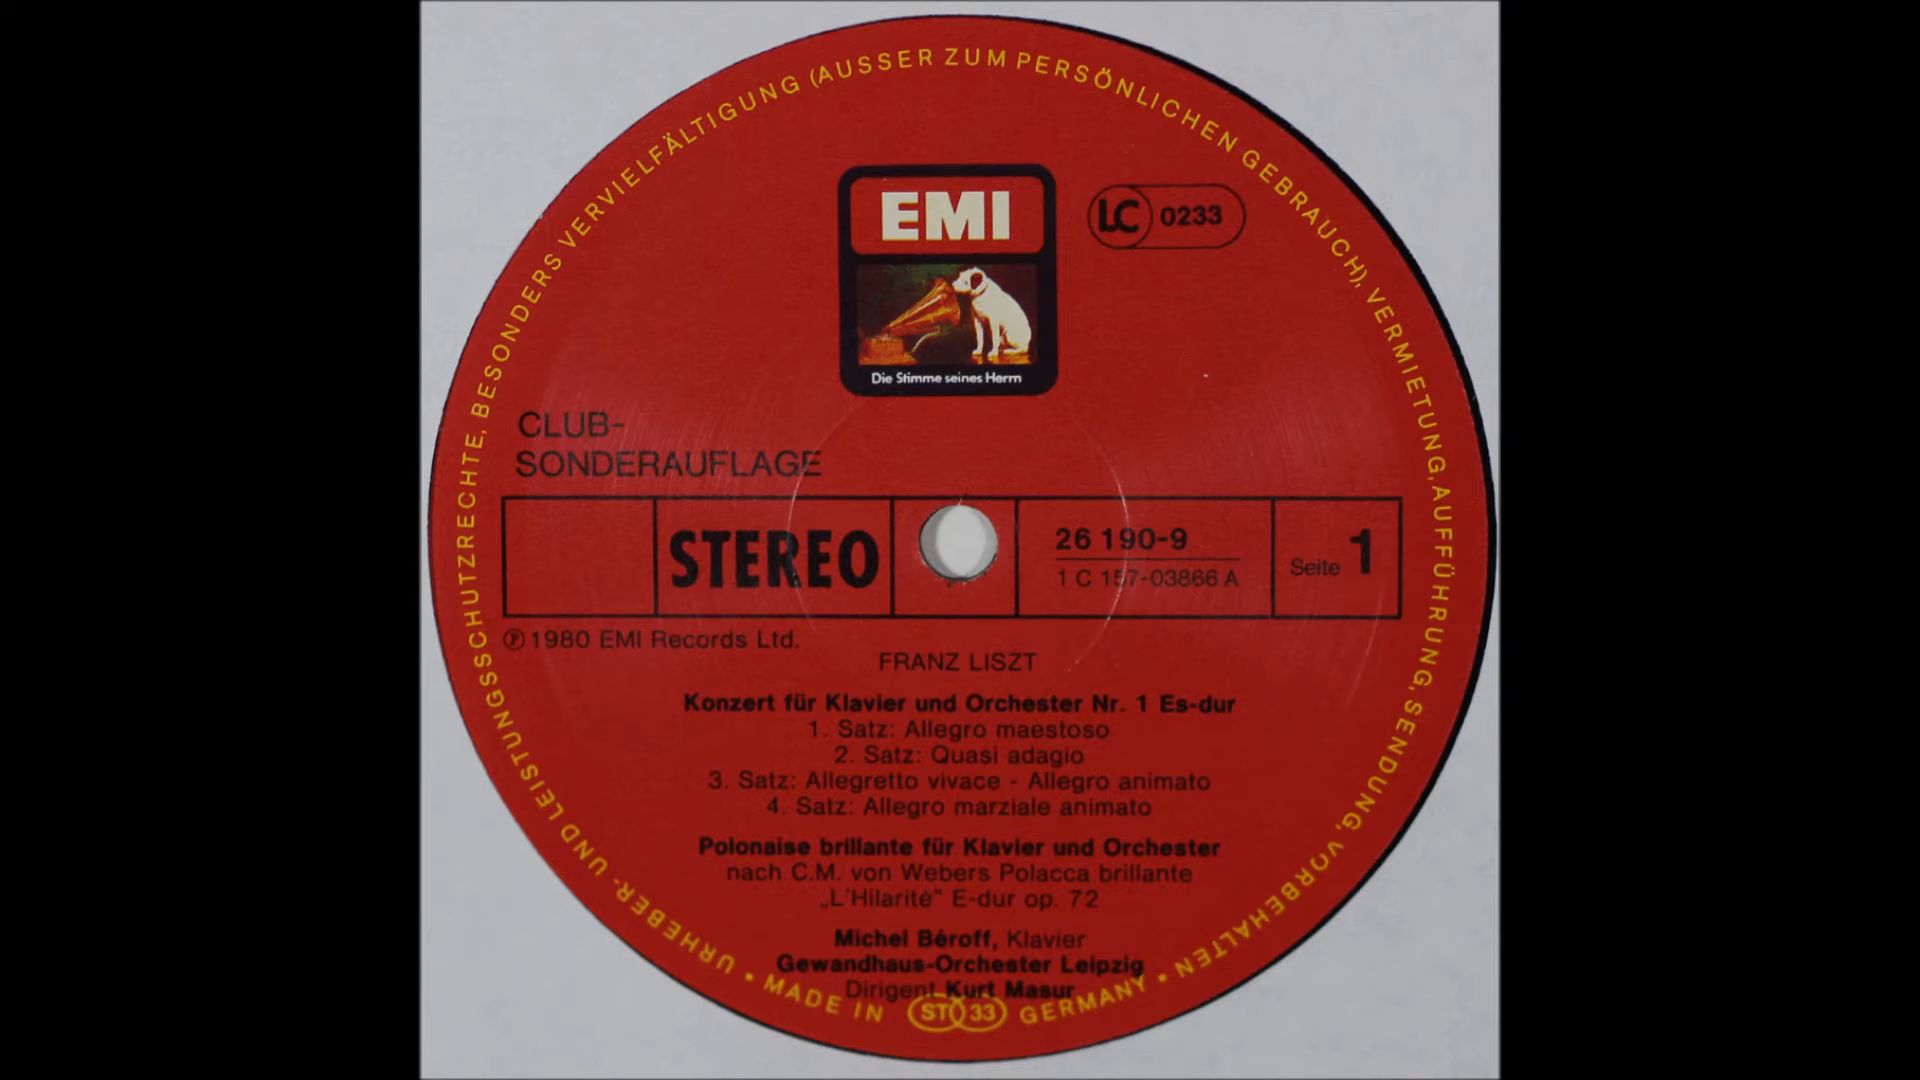 URHEBER- UND LEISTUNGSSCHUTZRECHTE, BESONDERS VERVIELFÄLTIGUNG (AUSSER ZUM PERSÖNLICHEN GEBRAUCH), VERMIETUNG, AUFFÜHRUNG, SENDUNG, VORBEHALTEN
EMI
LC 0233
Die Stimme seines Herrn
CLUB-
SONDERAUFLAGE
STEREO
26 190-9
1 C 157-03866 A
Seite 1
℗ 1980 EMI Records Ltd.
FRANZ LISZT
Konzert für Klavier und Orchester Nr. 1 Es-dur
1. Satz: Allegro maestoso
2. Satz: Quasi adagio
3. Satz: Allegretto vivace - Allegro animato
4. Satz: Allegro marziale animato
Polonaise brillante für Klavier und Orchester
nach C.M. von Webers Polacca brillante
„L'Hilarité" E-dur op. 72
Michel Béroff, Klavier
Gewandhaus-Orchester Leipzig
Dirigent Kurt Masur
• MADE IN ST 33 GERMANY •